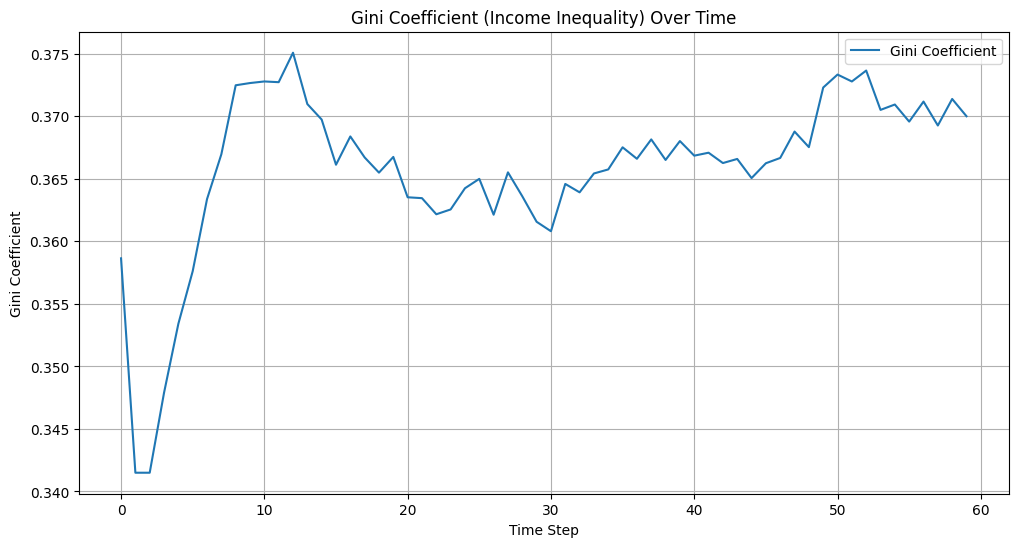 Gini Coefficient (Income Inequality) Over Time
Gini Coefficient
0.375
0.370
0.365
0.360
0.355
0.350
0.345
0.340
Gini Coefficient
0 10 20 30 40 50 60
Time Step